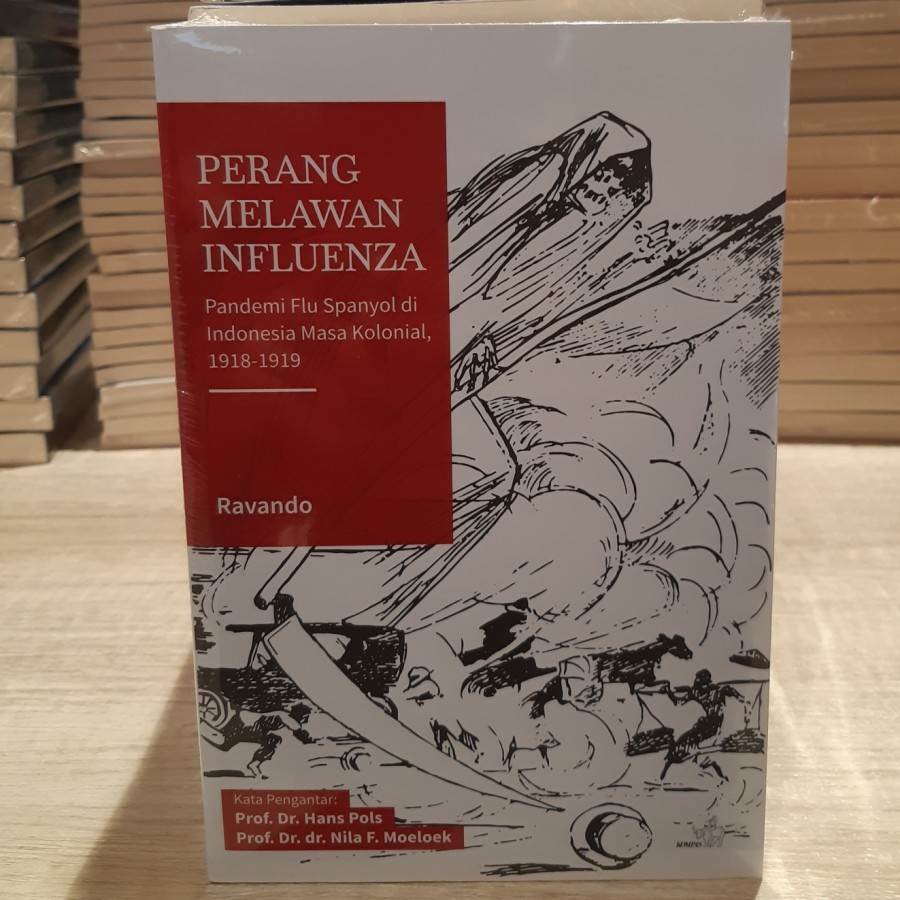 PERANG
MELAWAN
INFLUENZA
Pandemi Flu Spanyol di
Indonesia Masa Kolonial,
1918-1919
Ravando
Kata Pengantar:
Prof. Dr. Hans Pols
Prof. Dr. dr. Nila F. Moeloek
KOMPAS